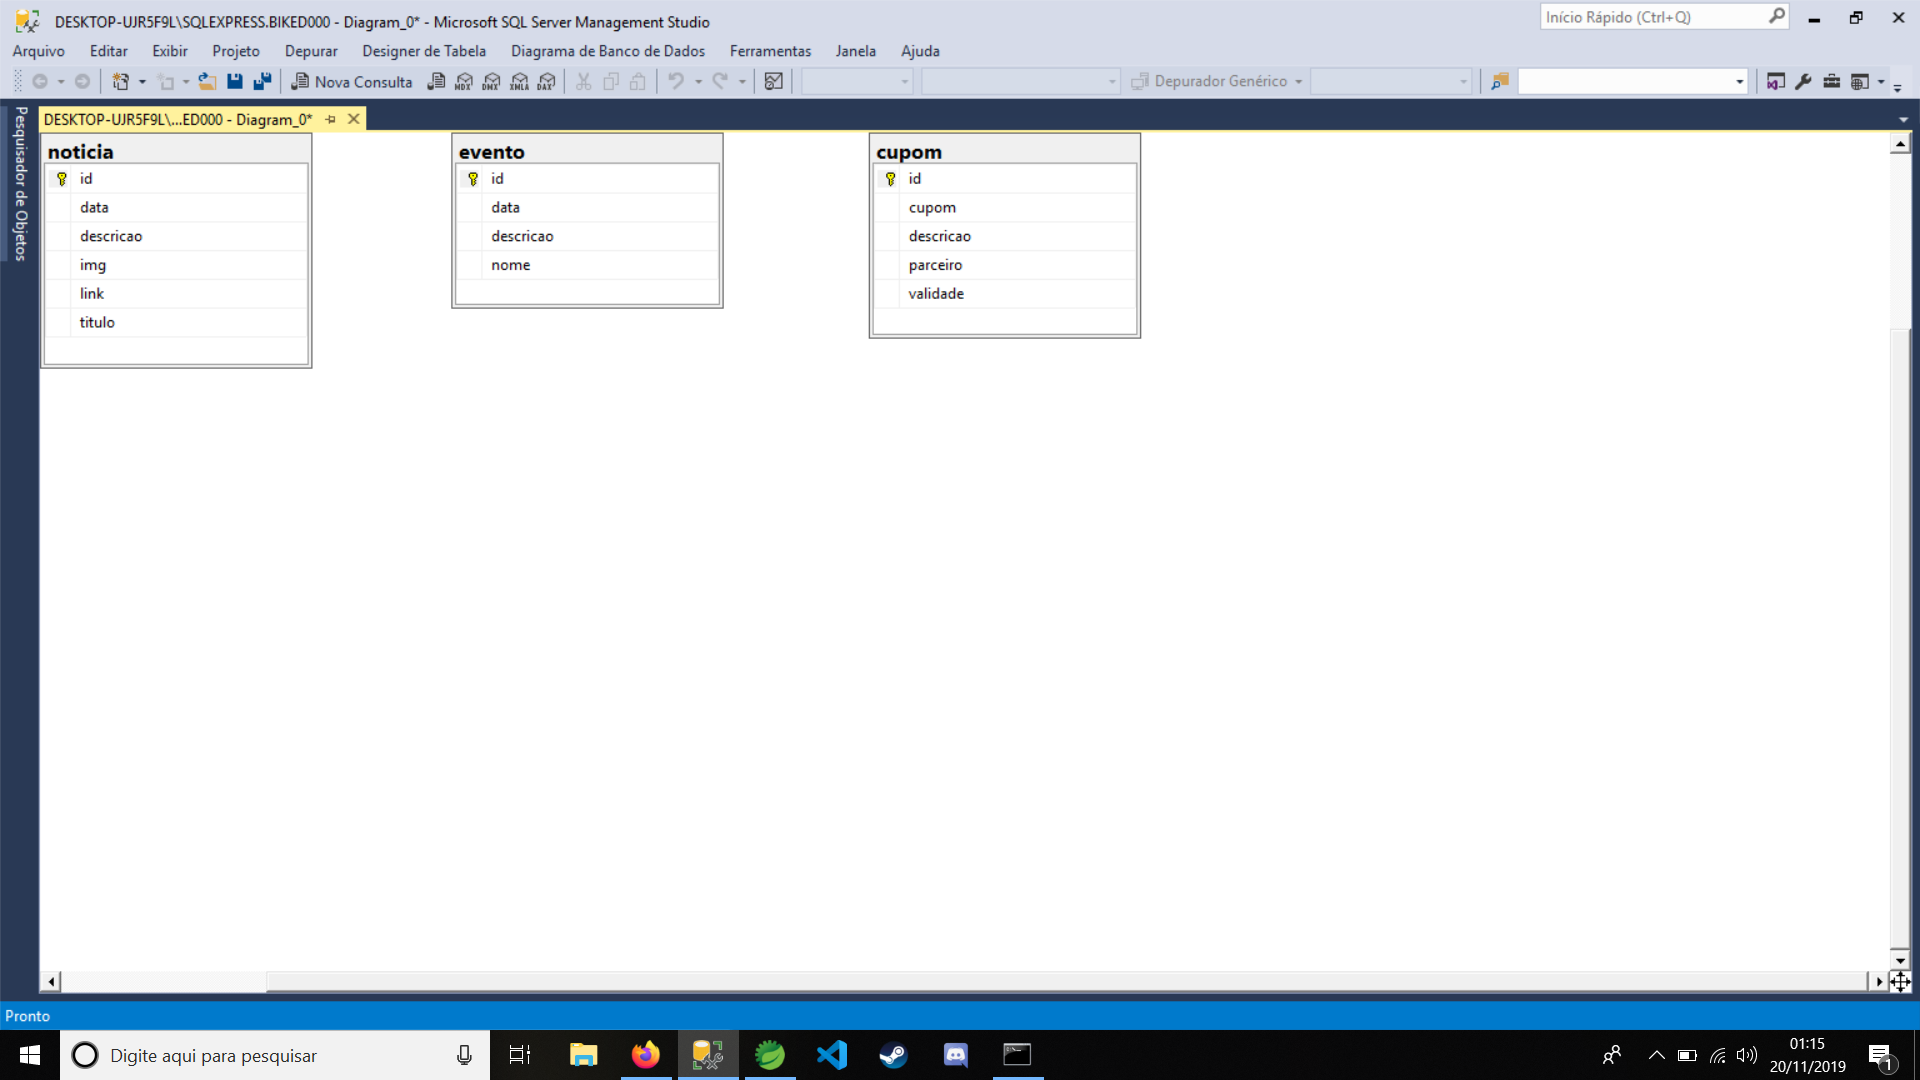 DESKTOP-UJR5F9L\SQLEXPRESS.BIKED000 - Diagram_0* - Microsoft SQL Server Management Studio
Início Rápido (Ctrl+Q)
Arquivo Editar Exibir Projeto Depurar Designer de Tabela Diagrama de Banco de Dados Ferramentas Janela Ajuda
Nova Consulta MDX DMX XMLA DAX Depurador Genérico
Pesquisador de Objetos
DESKTOP-UJR5F9L\...ED000 - Diagram_0*
noticia
id
data
descricao
img
link
titulo
evento
id
data
descricao
nome
cupom
id
cupom
descricao
parceiro
validade
Pronto
Digite aqui para pesquisar
01:15
20/11/2019
1